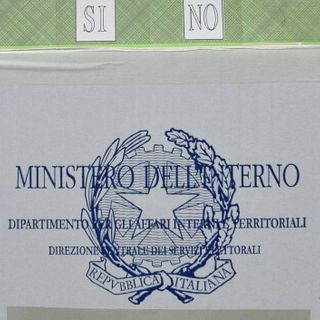 SI NO
MINISTERO DELL'INTERNO
DIPARTIMENTO PER GLI AFFARI INTERNI E TERRITORIALI
DIREZIONE CENTRALE DEI SERVIZI ELETTORALI
REPVBBLICA ITALIANA